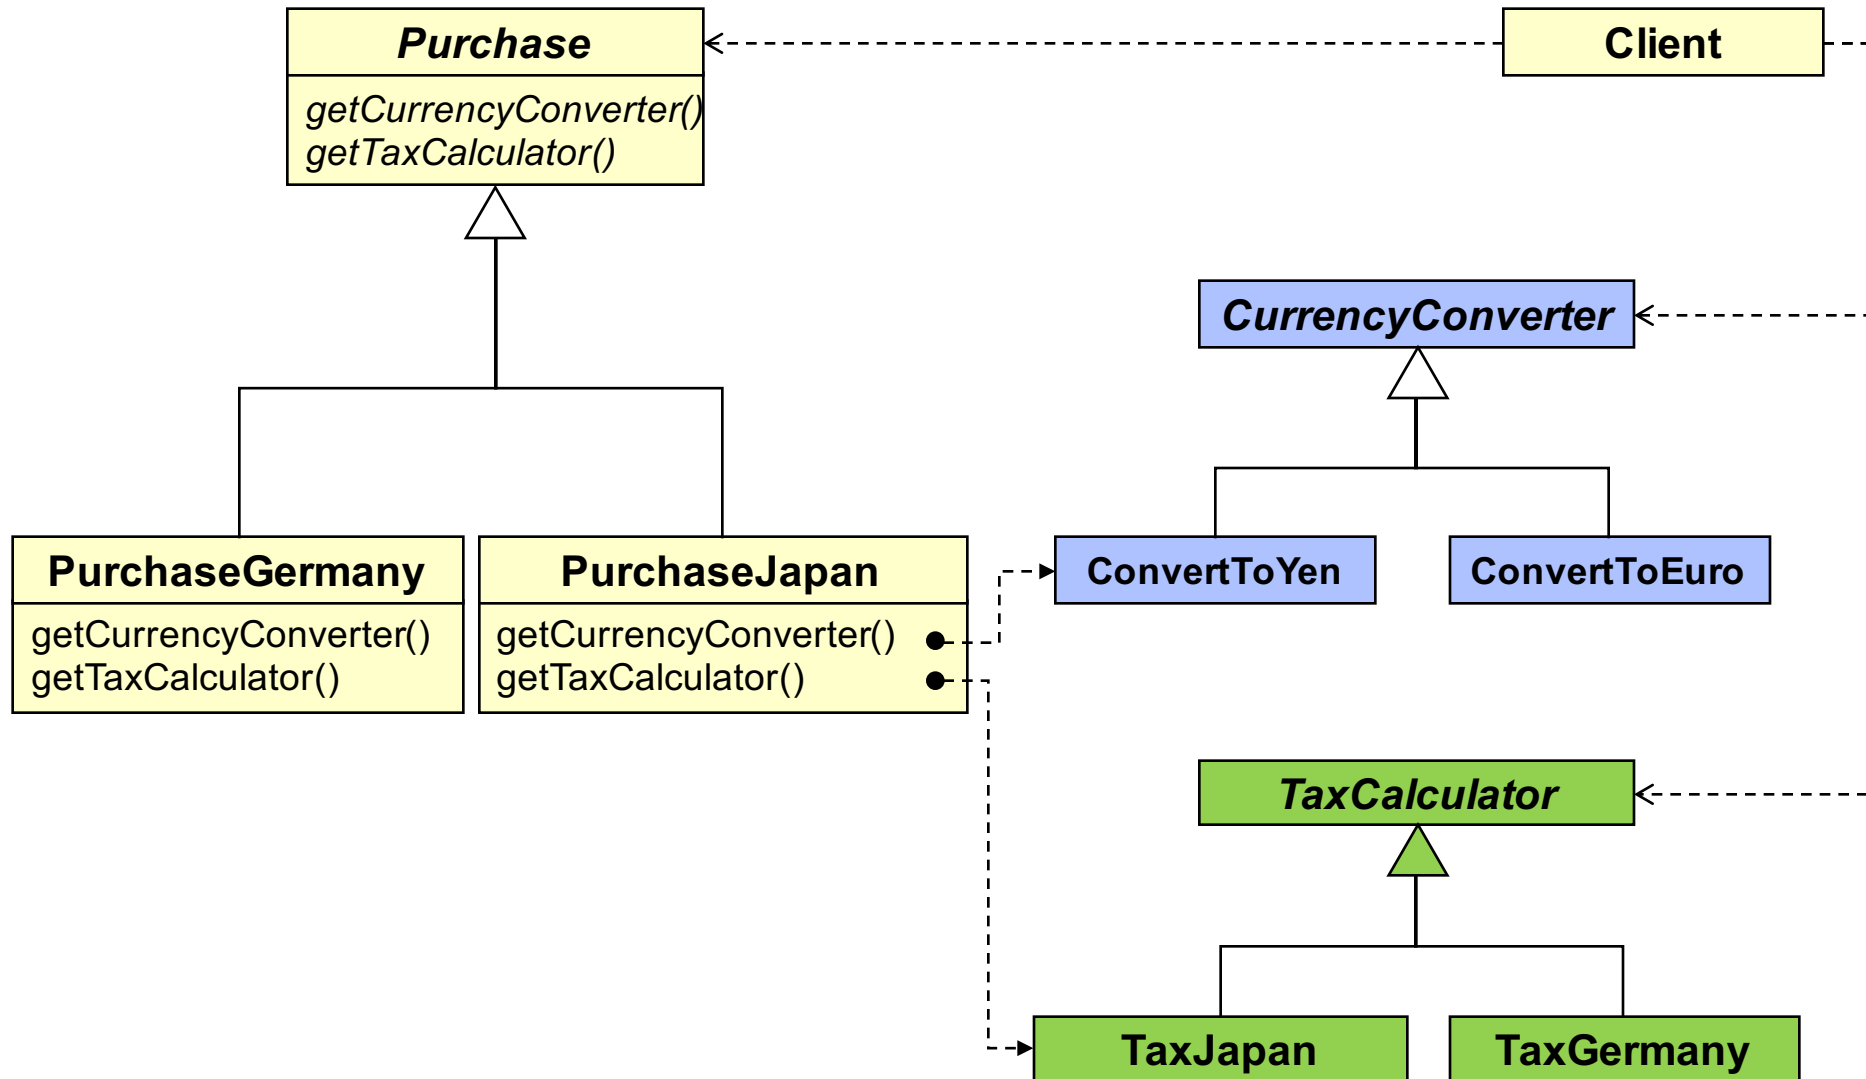 Purchase
getCurrencyConverter()
getTaxCalculator()
Client
CurrencyConverter
PurchaseGermany
getCurrencyConverter()
getTaxCalculator()
PurchaseJapan
getCurrencyConverter()
getTaxCalculator()
ConvertToYen
ConvertToEuro
TaxCalculator
TaxJapan
TaxGermany